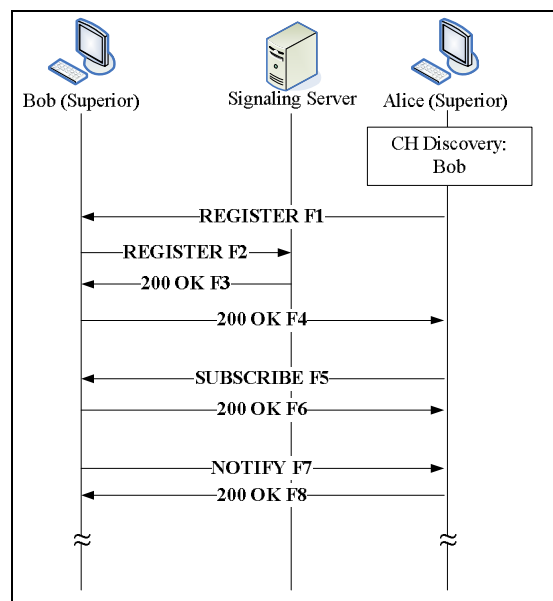 Bob (Superior)
Signaling Server
Alice (Superior)
CH Discovery:
Bob
REGISTER F1
REGISTER F2
200 OK F3
200 OK F4
SUBSCRIBE F5
200 OK F6
NOTIFY F7
200 OK F8